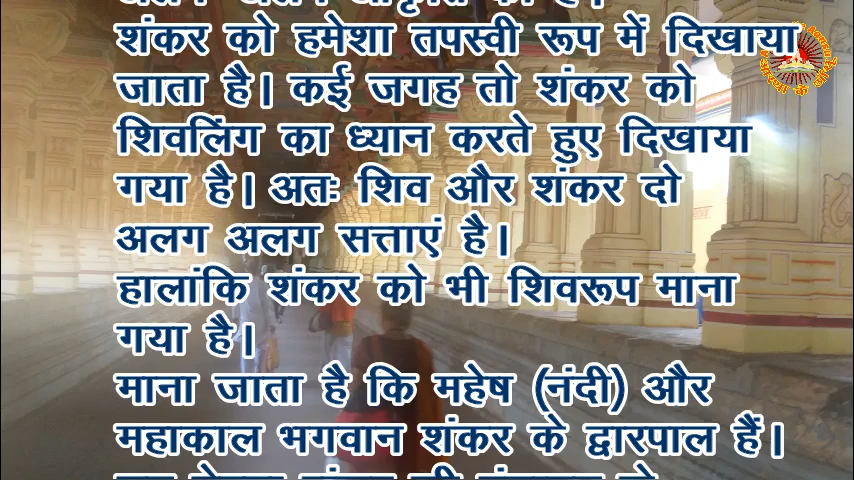 शंकर को हमेशा तपस्वी रूप में दिखाया
जाता है। कई जगह तो शंकर को
शिवलिंग का ध्यान करते हुए दिखाया
गया है। अतः शिव और शंकर दो
अलग अलग सत्ताएं है।
हालांकि शंकर को भी शिवरूप माना
गया है।
माना जाता है कि महेष (नंदी) और
महाकाल भगवान शंकर के द्वारपाल हैं।